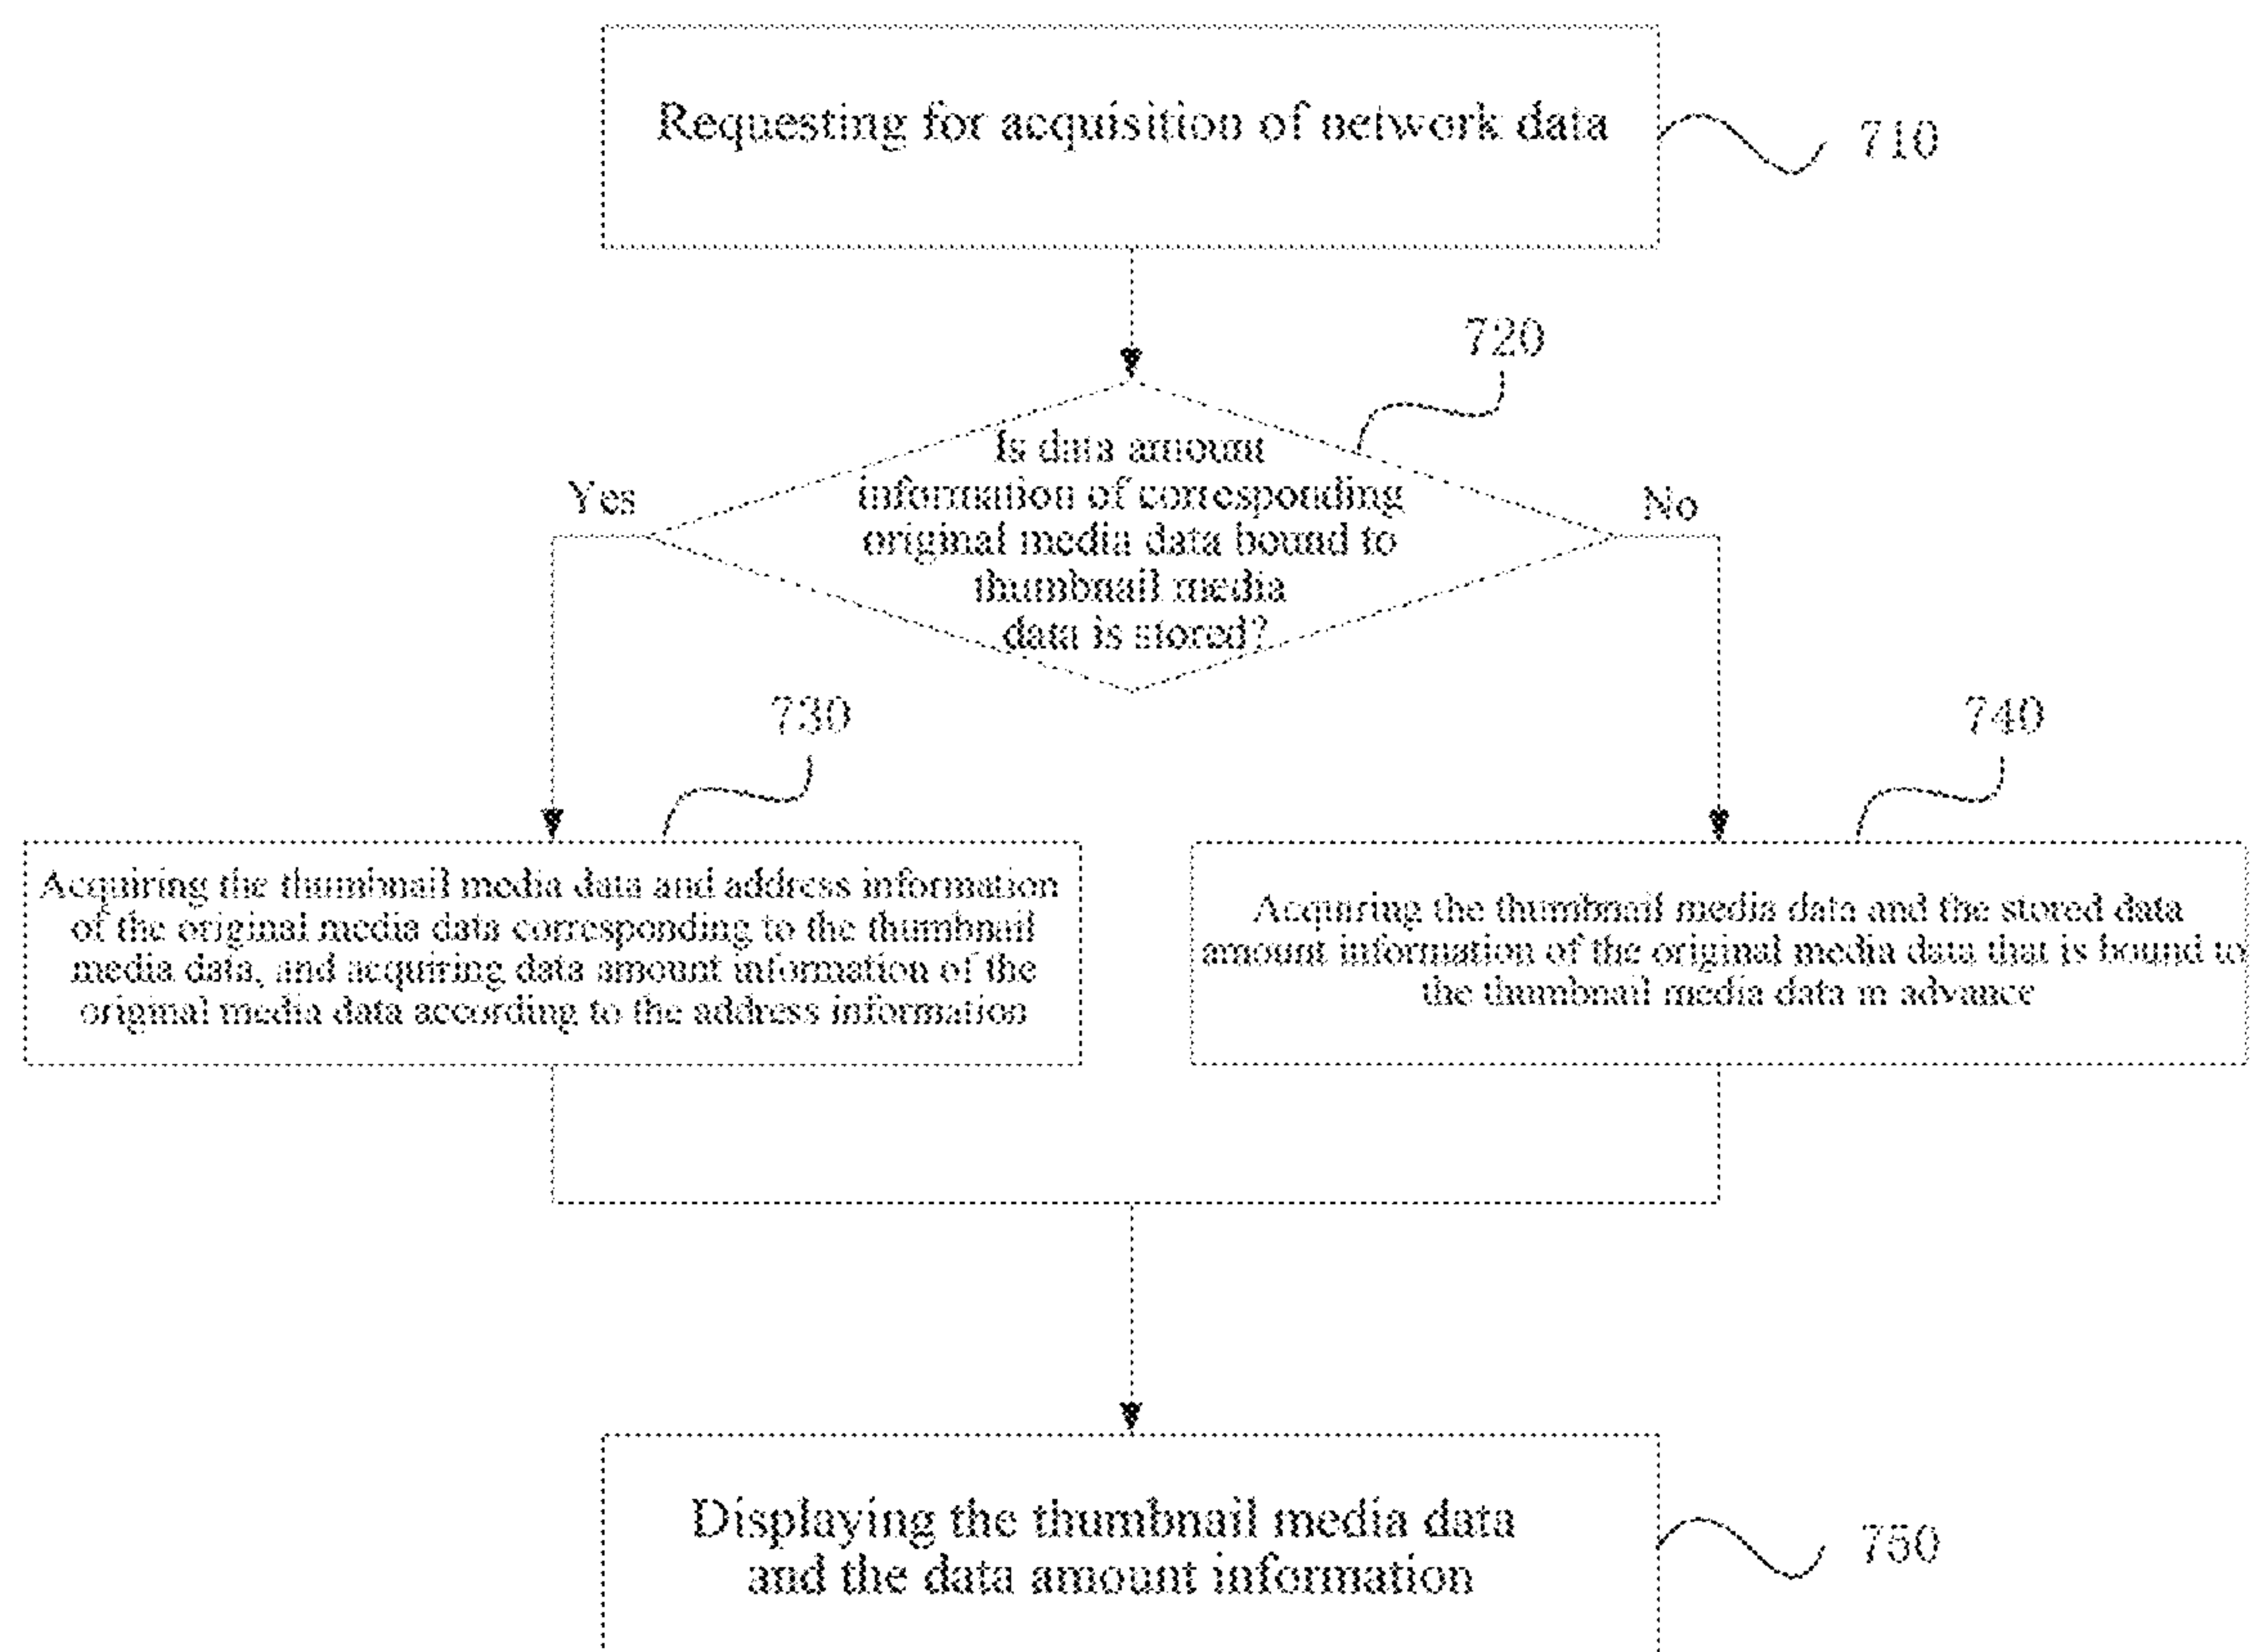 Requesting for acquisition of network data
710
720
Is data amount
information of corresponding
original media data bound to
thumbnail media
data is stored?
Yes
No
730
740
Acquiring the thumbnail media data and address information
of the original media data corresponding to the thumbnail
media data, and acquiring data amount information of the
original media data according to the address information
Acquiring the thumbnail media data and the stored data
amount information of the original media data that is bound to
the thumbnail media data in advance
Displaying the thumbnail media data
and the data amount information
750